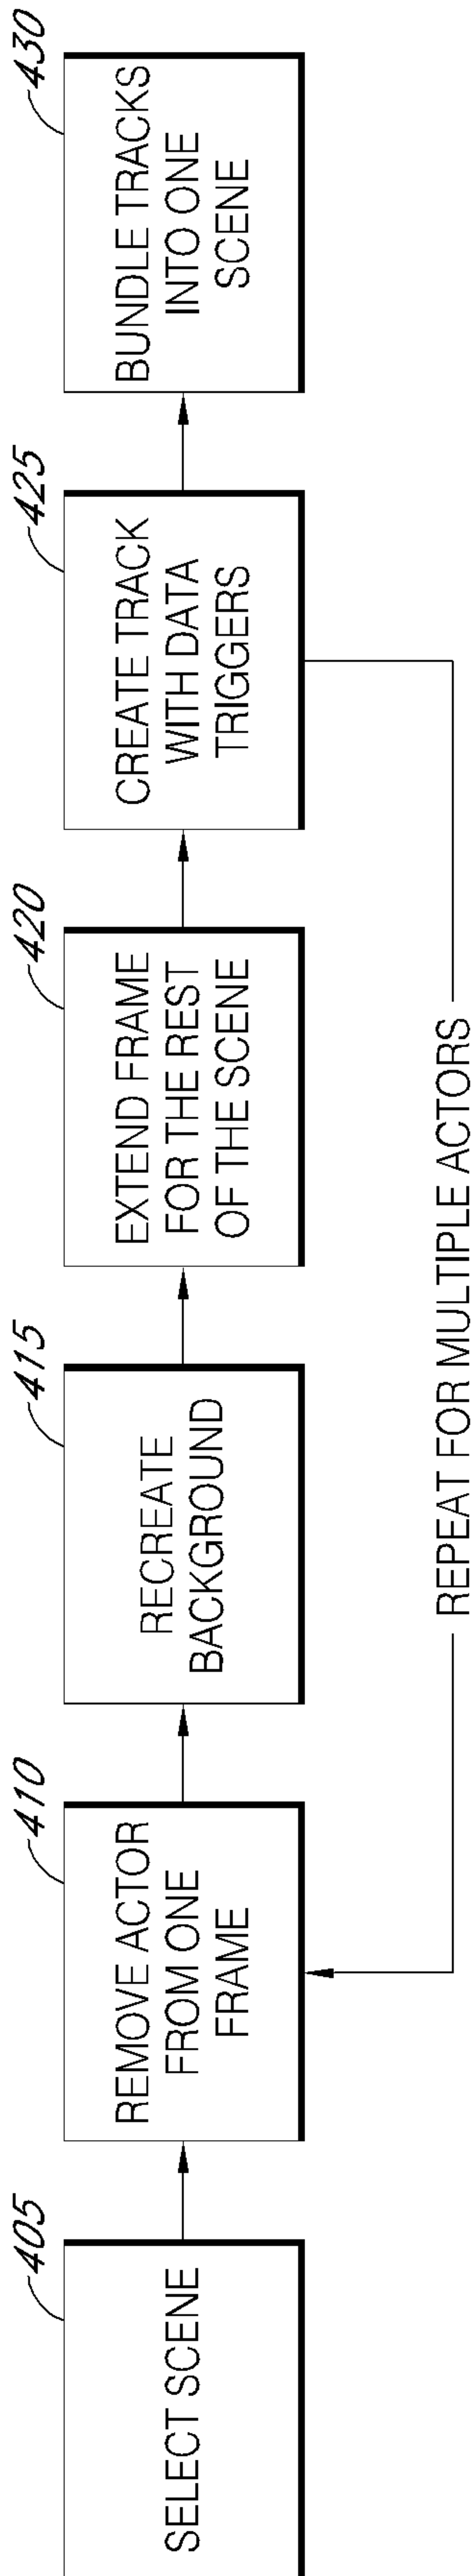 405
SELECT SCENE
410
REMOVE ACTOR
FROM ONE
FRAME
415
RECREATE
BACKGROUND
420
EXTEND FRAME
FOR THE REST
OF THE SCENE
425
CREATE TRACK
WITH DATA
TRIGGERS
430
BUNDLE TRACKS
INTO ONE
SCENE
REPEAT FOR MULTIPLE ACTORS